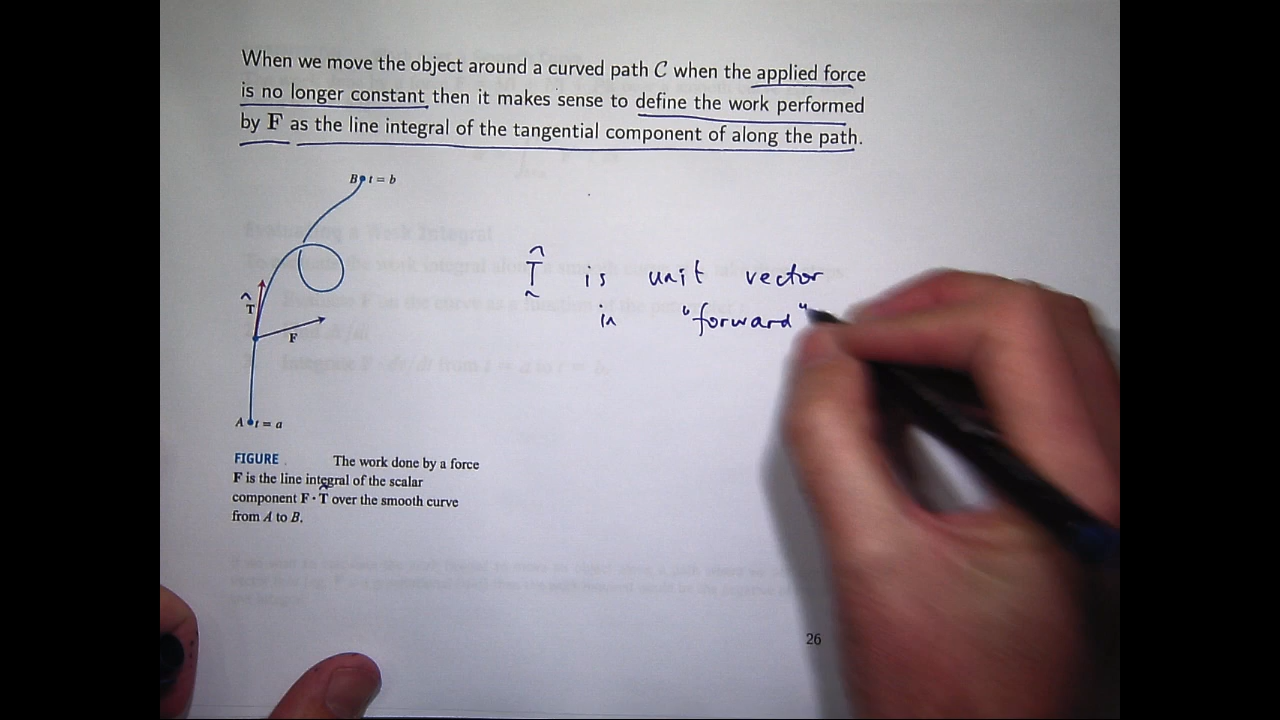 When we move the object around a curved path C when the applied force
is no longer constant then it makes sense to define the work performed
by F as the line integral of the tangential component of along the path.
B t = b
T̂ is unit vector
in "forward"
T̂
F
A t = a
FIGURE The work done by a force
F is the line integral of the scalar
component F · T̂ over the smooth curve
from A to B.
26